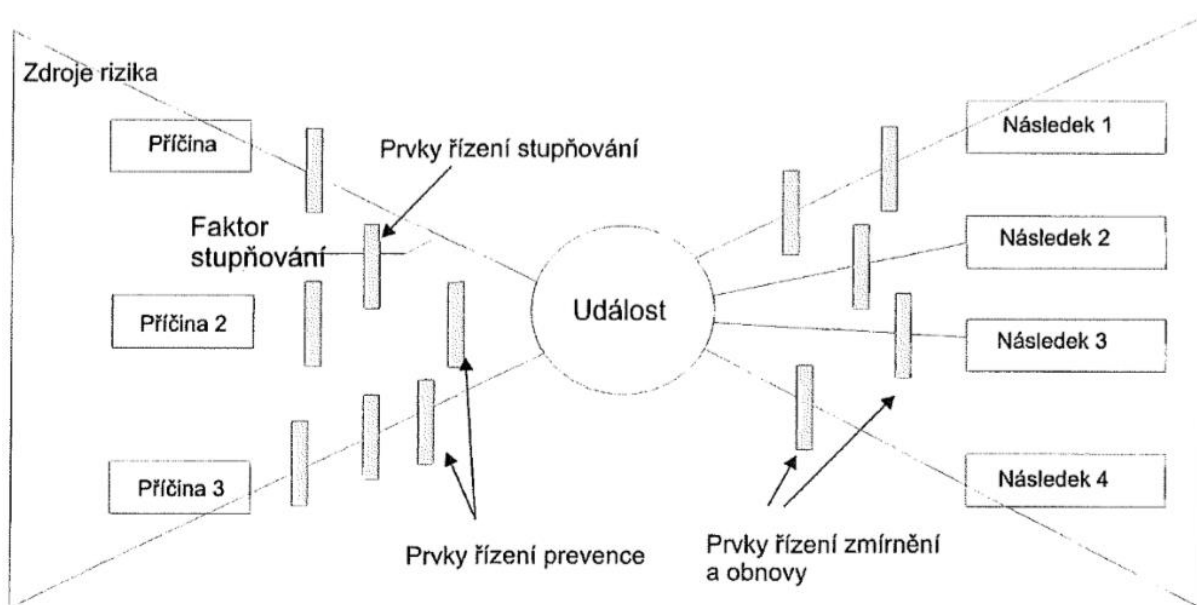 Zdroje rizika
Příčina
Prvky řízení stupňování
Faktor
stupňování
Příčina 2
Příčina 3
Událost
Prvky řízení prevence
Následek 1
Následek 2
Následek 3
Následek 4
Prvky řízení zmírnění
a obnovy